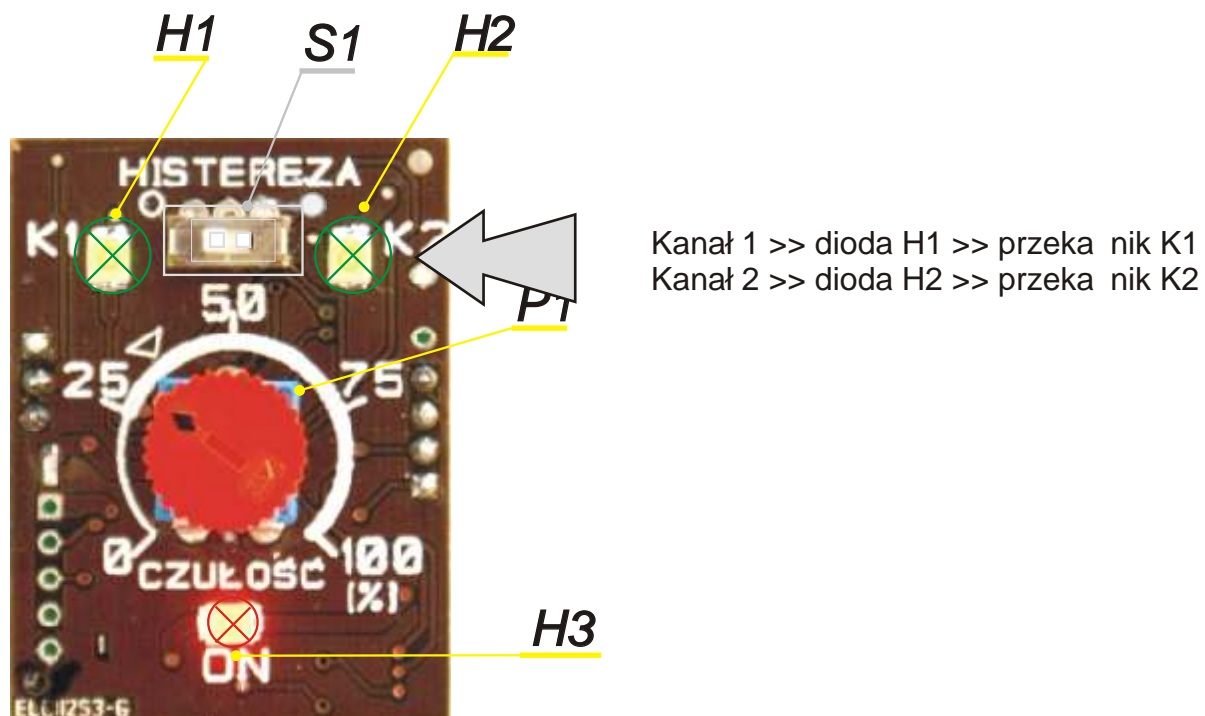 H1 S1 H2
HISTEREZA
K1 K2
Kanał 1 >> dioda H1 >> przeka nik K1
Kanał 2 >> dioda H2 >> przeka nik K2
50
P1
25 75
0 100
CZUŁOŚĆ [%]
H3
ON